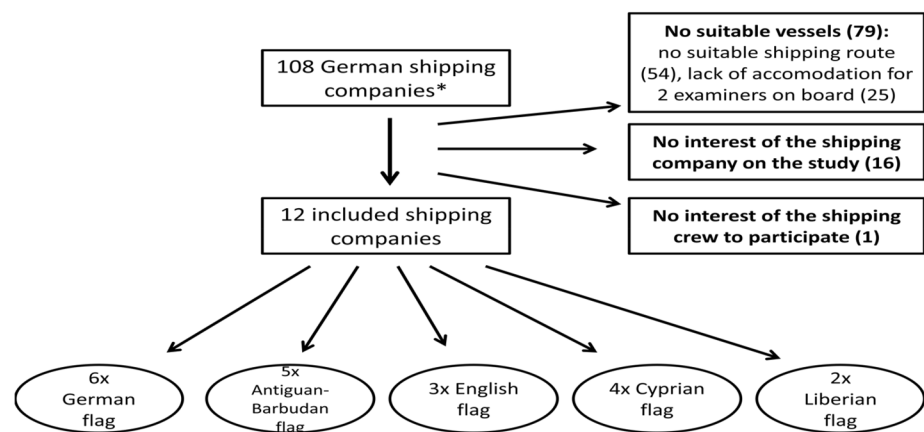 108 German shipping
companies*
No suitable vessels (79):
no suitable shipping route
(54), lack of accomodation for
2 examiners on board (25)
No interest of the shipping
company on the study (16)
No interest of the shipping
crew to participate (1)
12 included shipping
companies
6x
German
flag
5x
Antiguan-
Barbudan
flag
3x English
flag
4x Cyprian
flag
2x
Liberian
flag